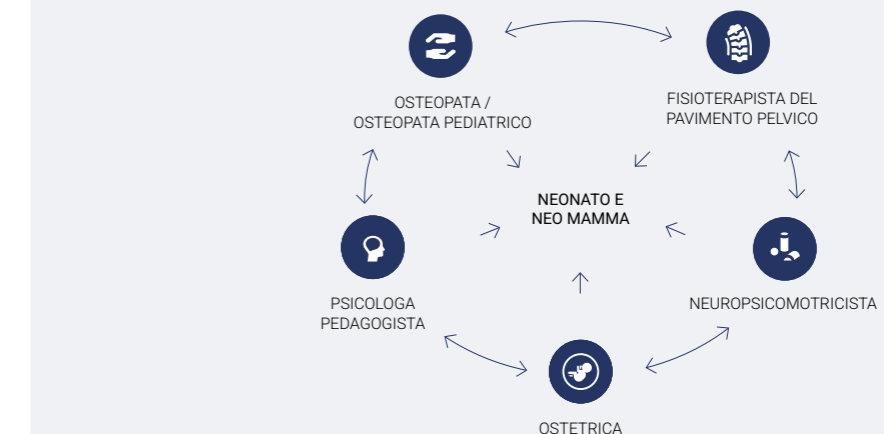 OSTEOPATA /
OSTEOPATA PEDIATRICO
FISIOTERAPISTA DEL
PAVIMENTO PELVICO
NEONATO E
NEO MAMMA
PSICOLOGA
PEDAGOGISTA
NEUROPSICOMOTRICISTA
OSTETRICA